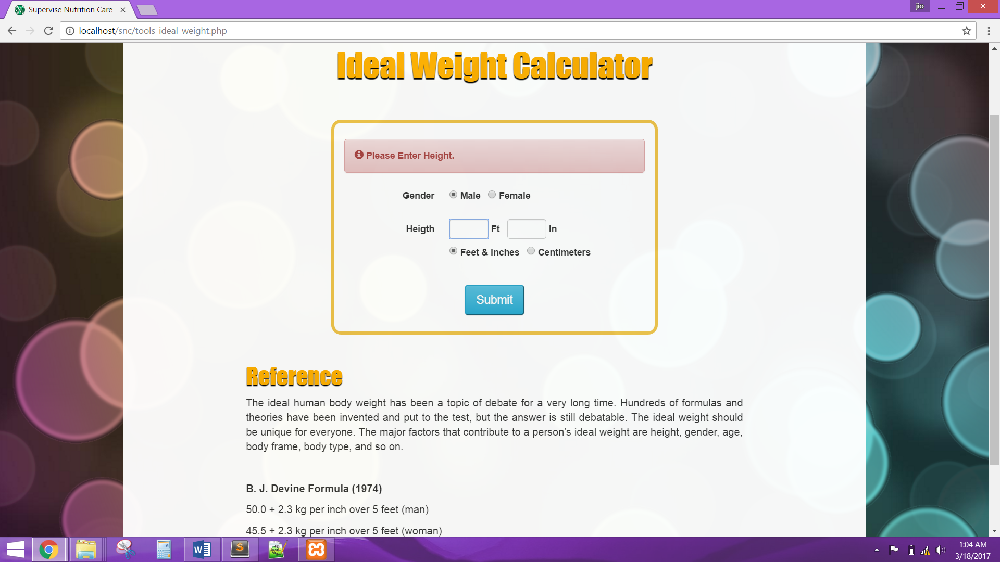 Supervise Nutrition Care
jio
localhost/snc/tools_ideal_weight.php
Ideal Weight Calculator
Please Enter Height.
Gender Male Female
Heigth Ft In
Feet & Inches Centimeters
Submit
Reference
The ideal human body weight has been a topic of debate for a very long time. Hundreds of formulas and
theories have been invented and put to the test, but the answer is still debatable. The ideal weight should
be unique for everyone. The major factors that contribute to a person's ideal weight are height, gender, age,
body frame, body type, and so on.
B. J. Devine Formula (1974)
50.0 + 2.3 kg per inch over 5 feet (man)
45.5 + 2.3 kg per inch over 5 feet (woman)
1:04 AM
3/18/2017